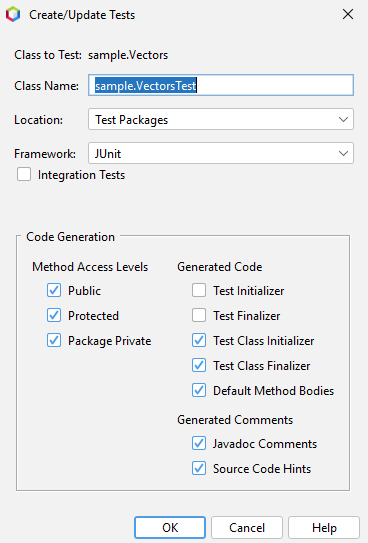 Create/Update Tests
Class to Test: sample.Vectors
Class Name: sample.VectorsTest
Location: Test Packages
Framework: JUnit
Integration Tests
Code Generation
Method Access Levels
Public
Protected
Package Private
Generated Code
Test Initializer
Test Finalizer
Test Class Initializer
Test Class Finalizer
Default Method Bodies
Generated Comments
Javadoc Comments
Source Code Hints
OK Cancel Help